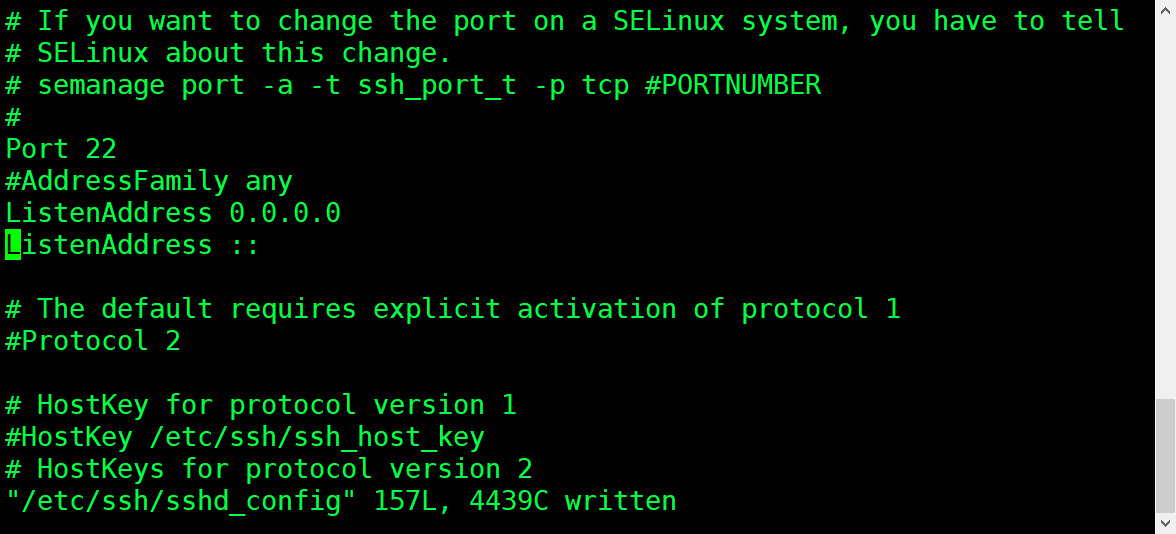 # If you want to change the port on a SELinux system, you have to tell
# SELinux about this change.
# semanage port -a -t ssh_port_t -p tcp #PORTNUMBER
#
Port 22
#AddressFamily any
ListenAddress 0.0.0.0
ListenAddress ::
# The default requires explicit activation of protocol 1
#Protocol 2
# HostKey for protocol version 1
#HostKey /etc/ssh/ssh_host_key
# HostKeys for protocol version 2
"/etc/ssh/sshd_config" 157L, 4439C written